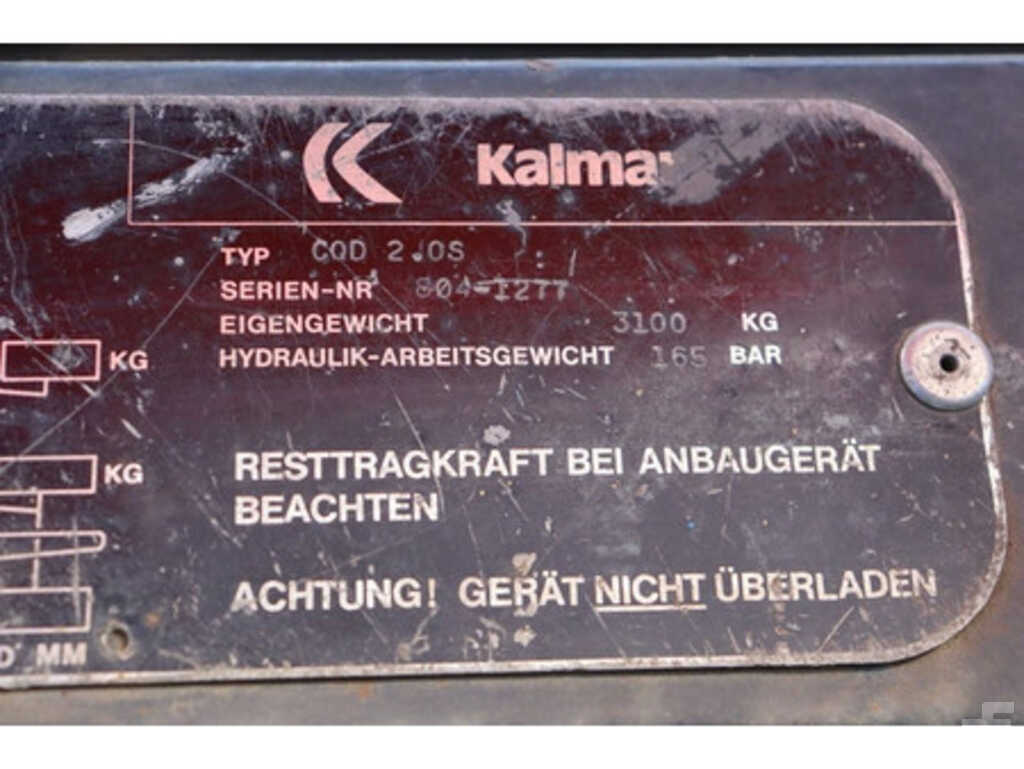 Kalmar
TYP COD 2.0S
SERIEN-NR 804-1277
EIGENGEWICHT 3100 KG
HYDRAULIK-ARBEITSGEWICHT 165 BAR
KG
KG
RESTTRAGKRAFT BEI ANBAUGERÄT
BEACHTEN
ACHTUNG! GERÄT NICHT ÜBERLADEN
D MM